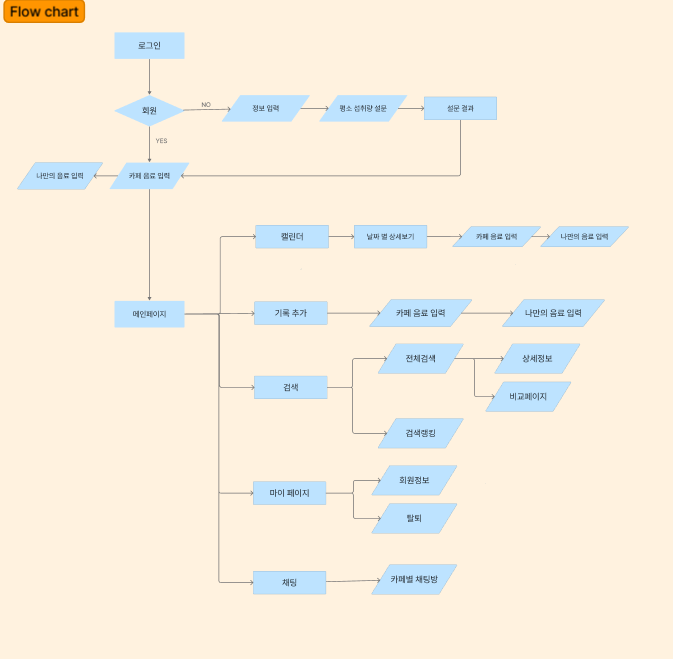 Flow chart
로그인
회원
NO
정보 입력
평소 섭취량 설문
설문 결과
YES
나만의 음료 입력
카페 음료 입력
캘린더
날짜 별 상세보기
카페 음료 입력
나만의 음료 입력
메인페이지
기록 추가
카페 음료 입력
나만의 음료 입력
검색
전체검색
상세정보
비교페이지
검색랭킹
마이 페이지
회원정보
탈퇴
채팅
카페별 채팅방